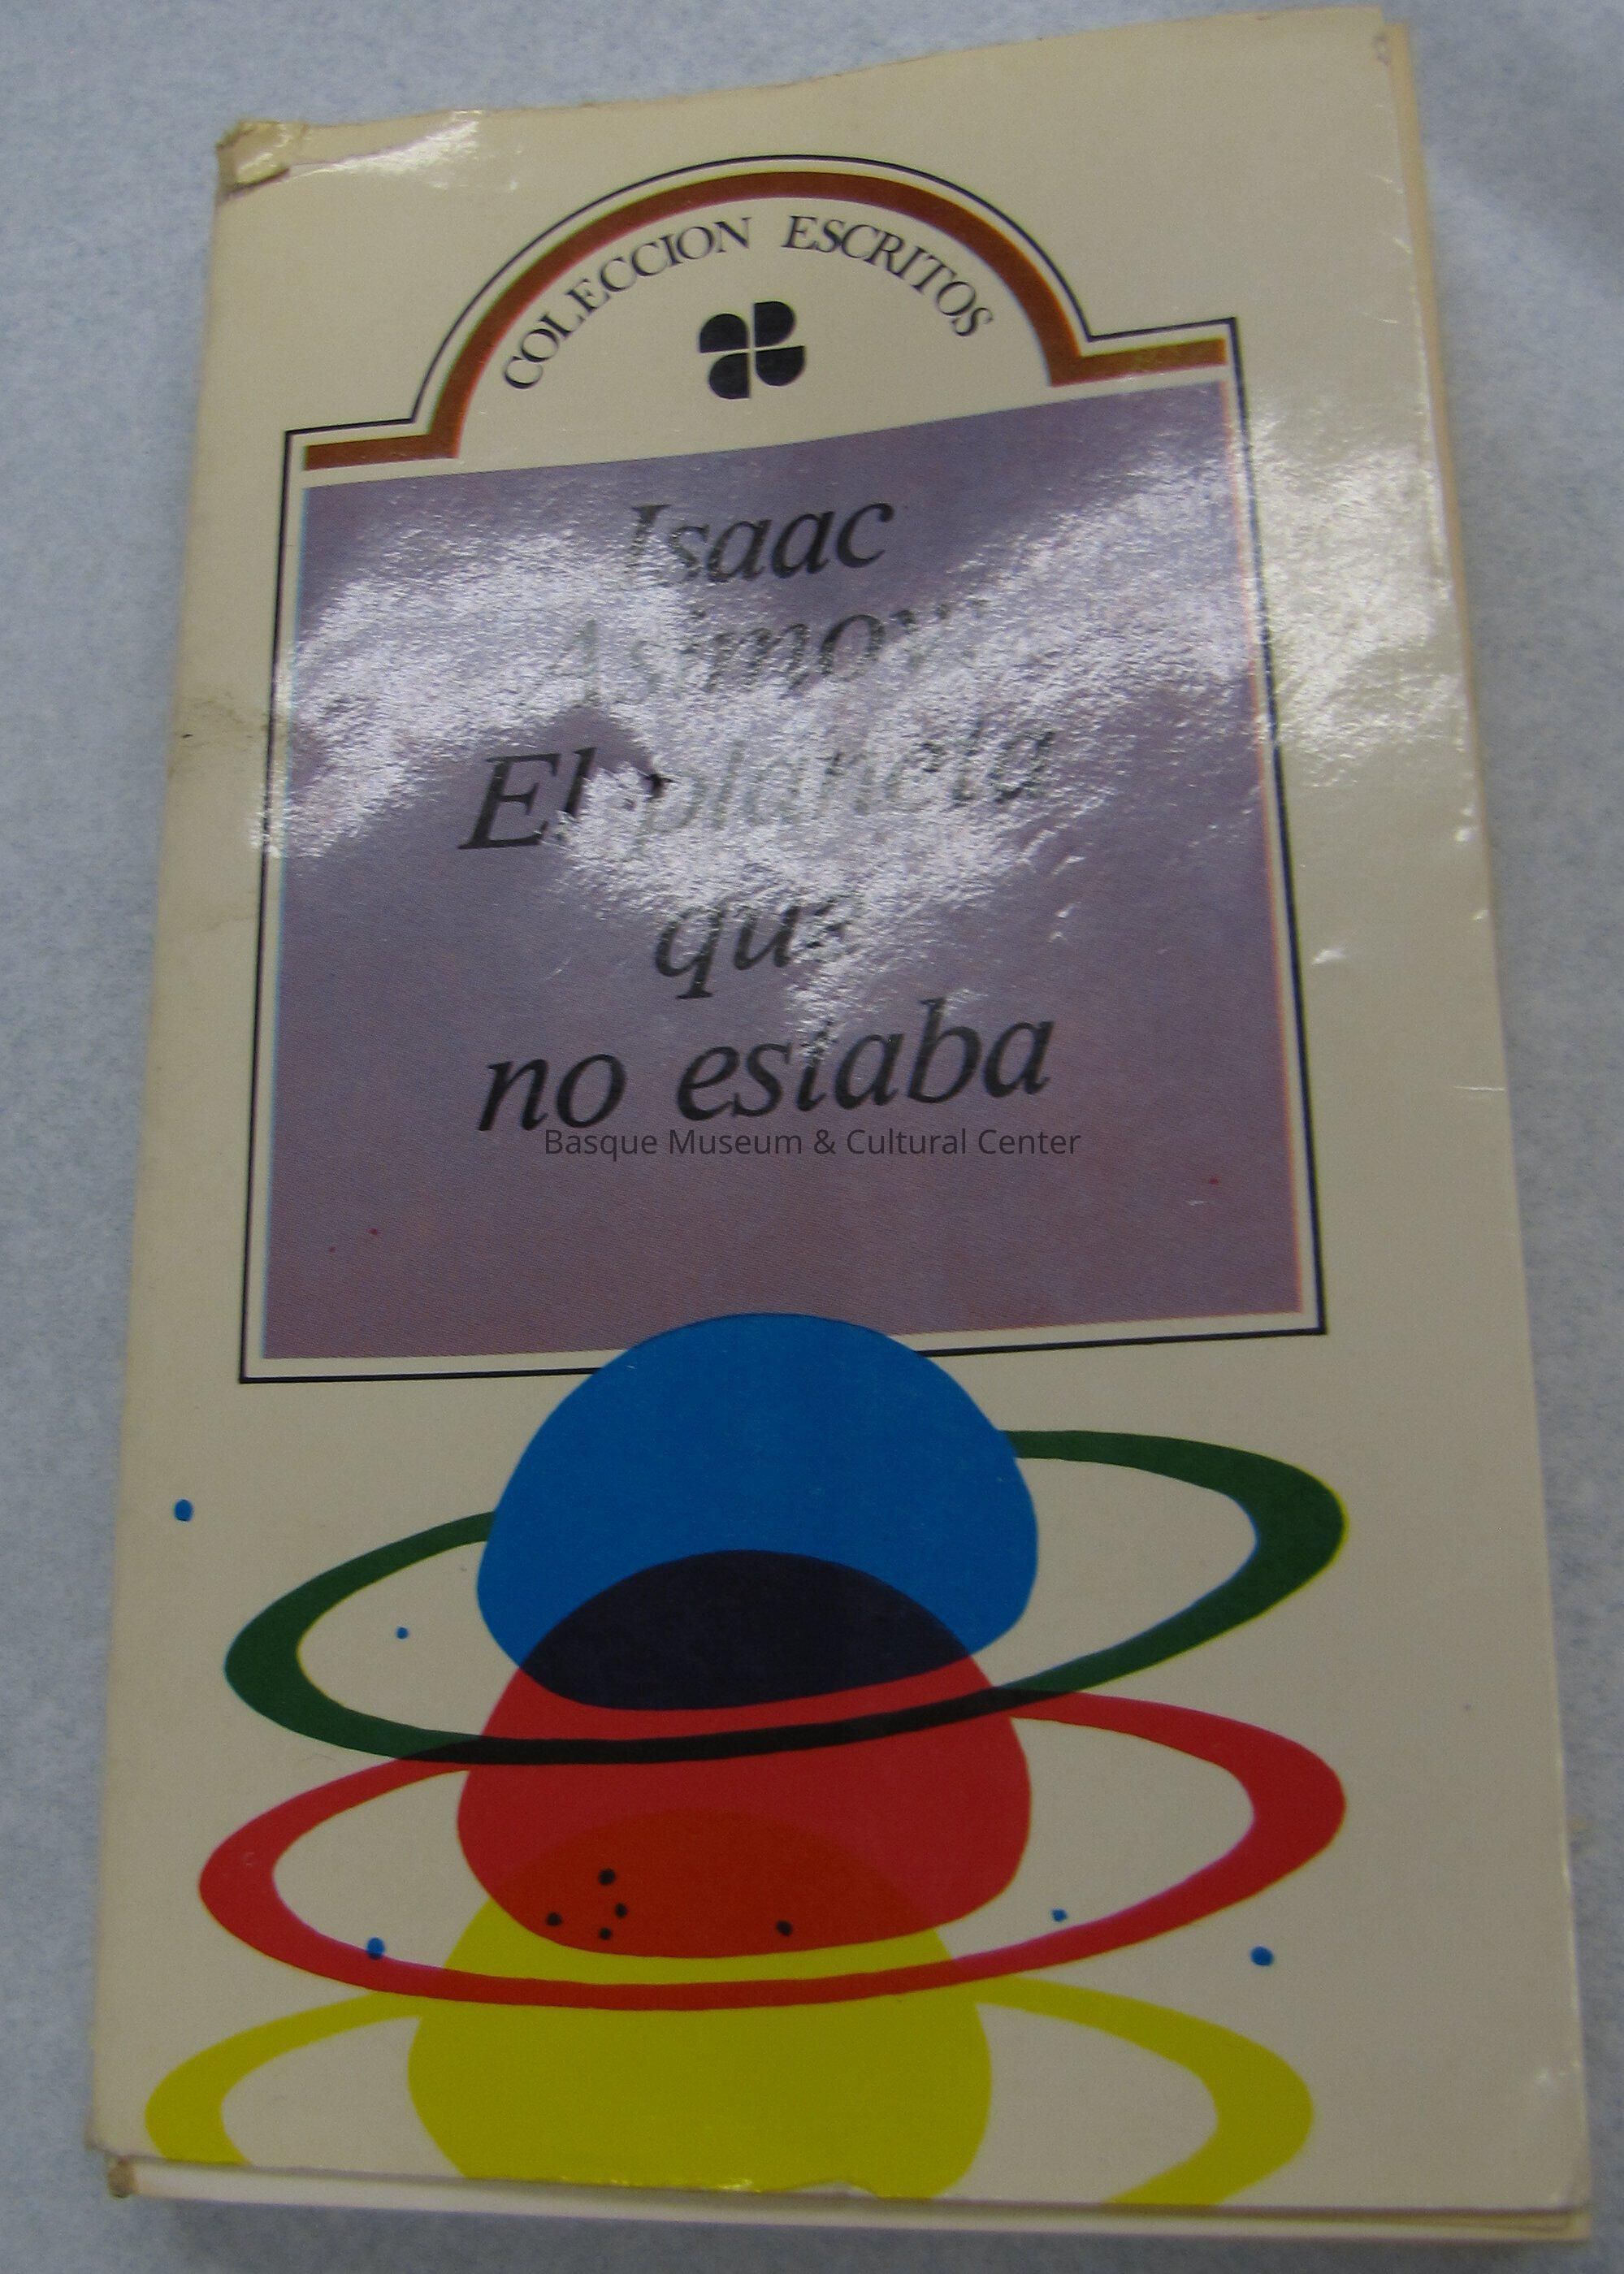 COLECCION ESCRITOS
Isaac
Asimov
El planeta
que
no estaba
Basque Museum & Cultural Center